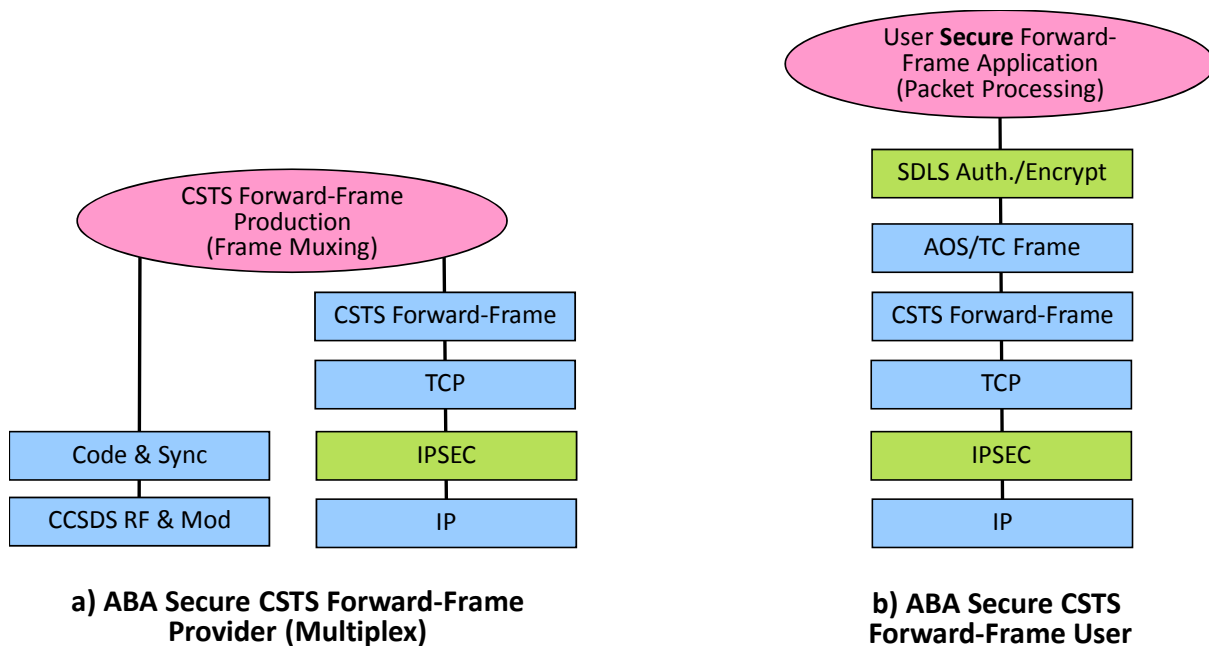 CSTS Forward-Frame
Production
(Frame Muxing)
CSTS Forward-Frame
TCP
IPSEC
IP
Code & Sync
CCSDS RF & Mod
a) ABA Secure CSTS Forward-Frame
Provider (Multiplex)
User Secure Forward-
Frame Application
(Packet Processing)
SDLS Auth./Encrypt
AOS/TC Frame
CSTS Forward-Frame
TCP
IPSEC
IP
b) ABA Secure CSTS
Forward-Frame User